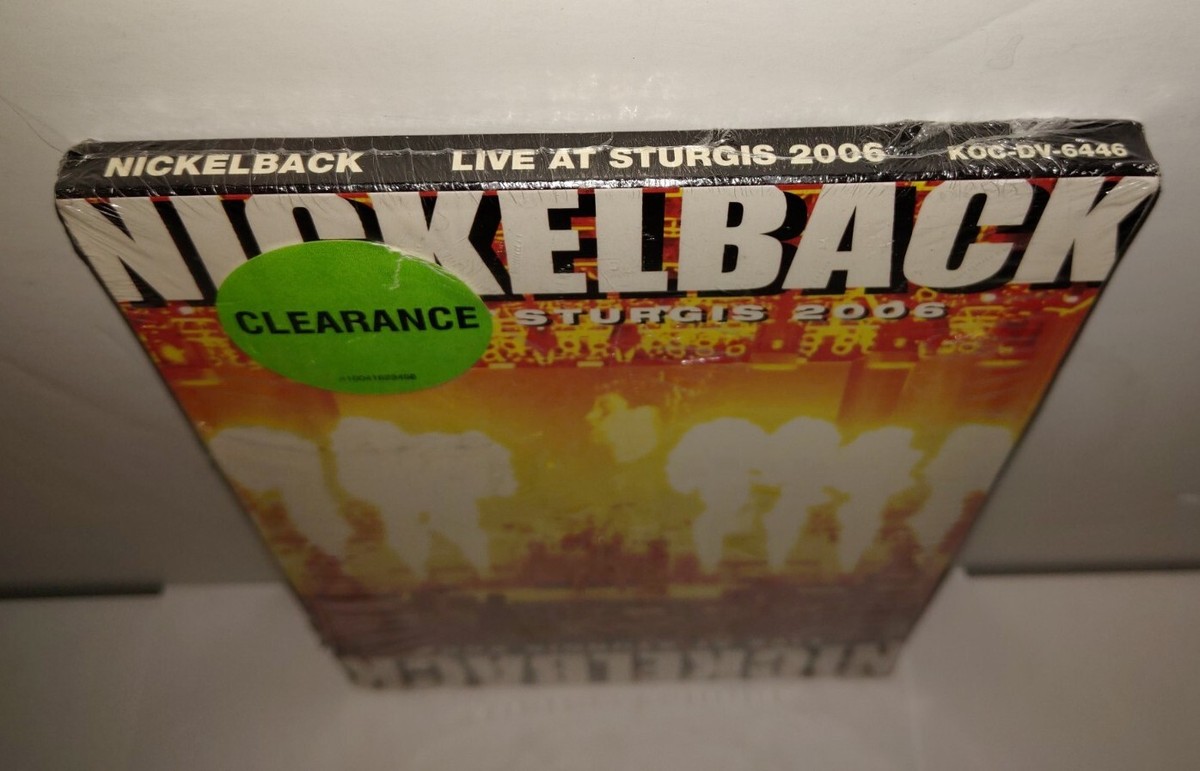 NICKELBACK LIVE AT STURGIS 2006 KOC-DV-6446
NICKELBACK
STURGIS 2006
CLEARANCE
NICKELBACK